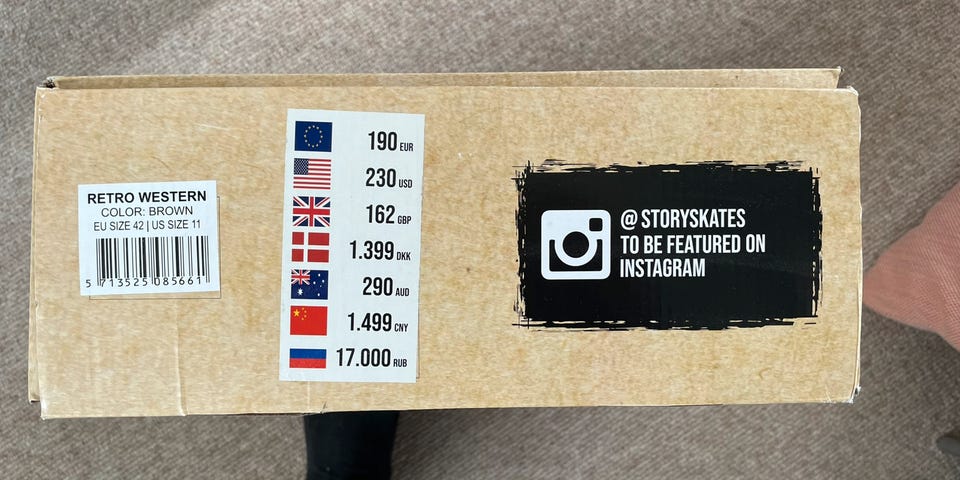 RETRO WESTERN
COLOR: BROWN
EU SIZE 42 | US SIZE 11
5 713525 085661
190 EUR
230 USD
162 GBP
1.399 DKK
290 AUD
1.499 CNY
17.000 RUB
@ STORYSKATES
TO BE FEATURED ON
INSTAGRAM